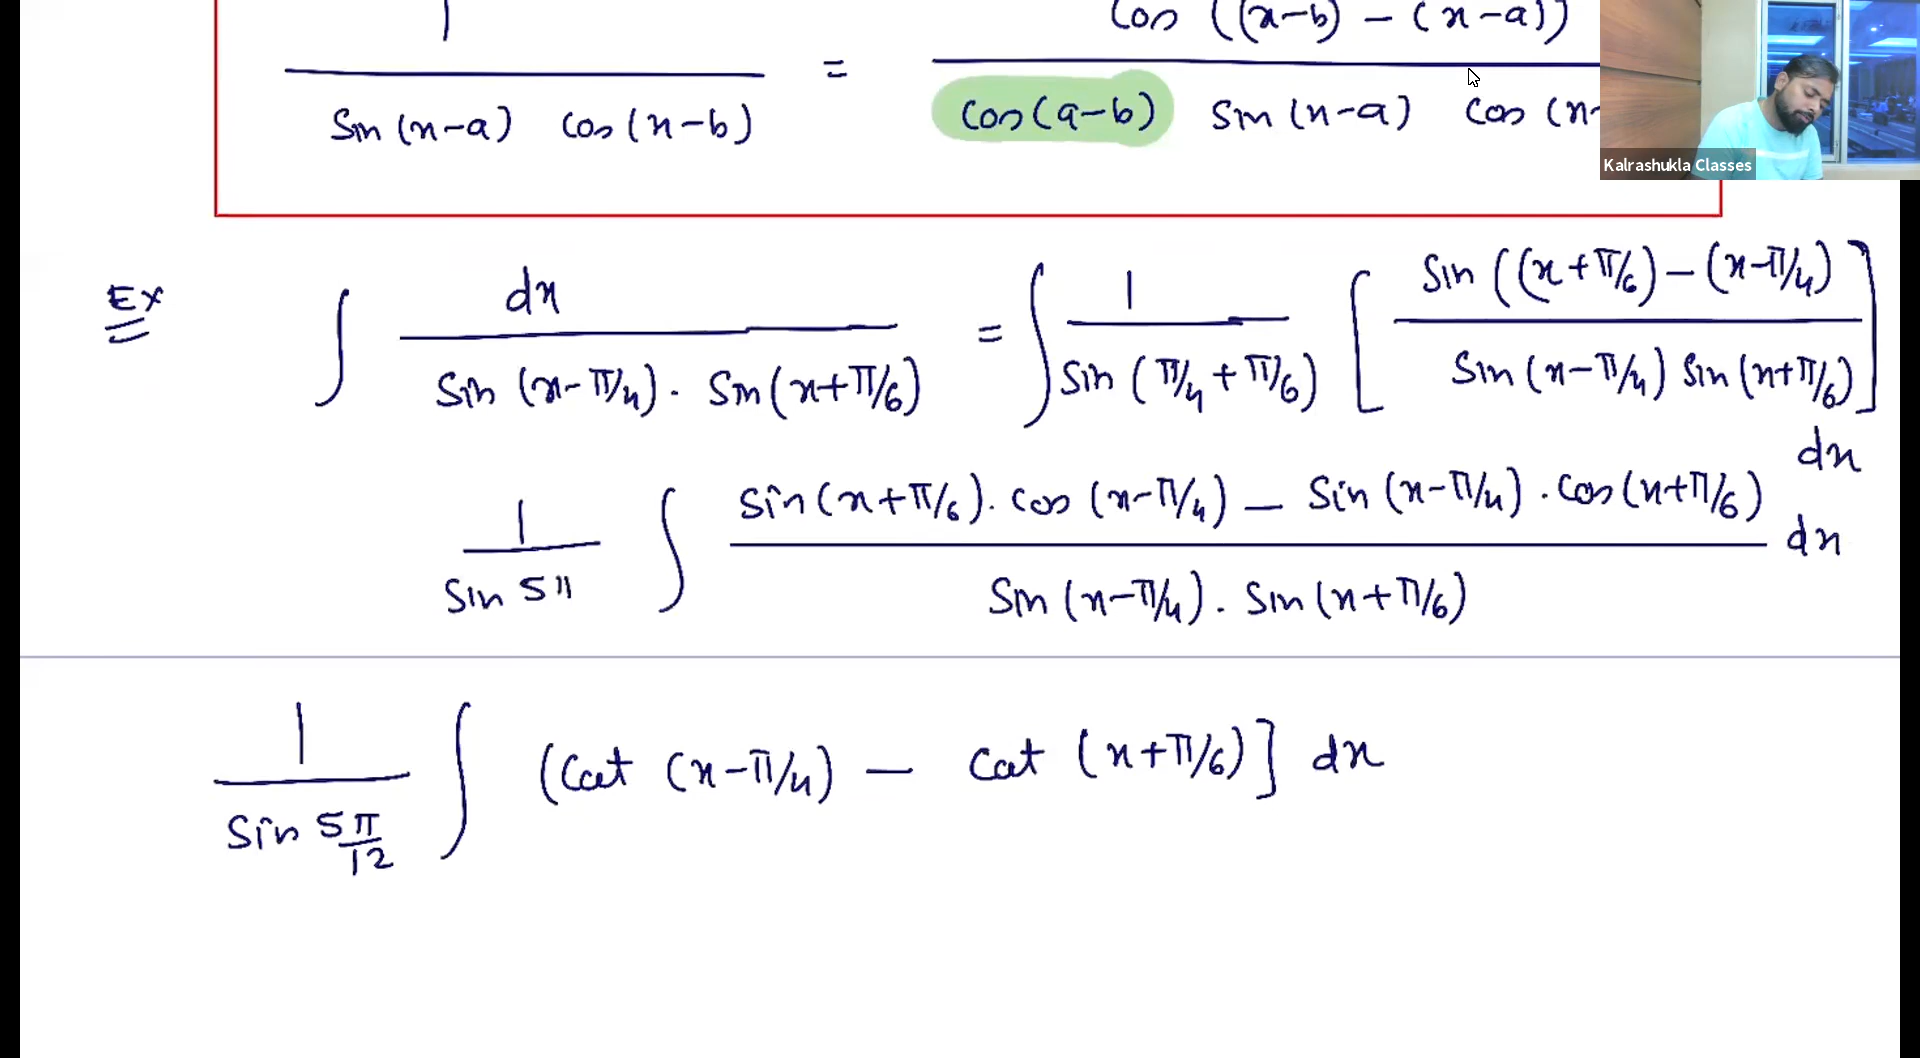 1 = cos ((x-b) - (x-a))
Sin (x-a) cos (x-b) cos(a-b) sin (x-a) cos (x-
Kalrashukla Classes
Ex ∫ dx / Sin (x-π/4) . Sin (x+π/6) = ∫ 1 / Sin (π/4 + π/6) [ Sin ((x+π/6) - (x-π/4)) / Sin (x-π/4) Sin (x+π/6) ] dx
1 / Sin 5π ∫ Sin (x+π/6) . cos (x-π/4) - Sin (x-π/4) . cos (x+π/6) / Sin (x-π/4) . Sin (x+π/6) dx
1 / Sin 5π/12 ∫ (cot (x-π/4) - cot (x+π/6)] dx